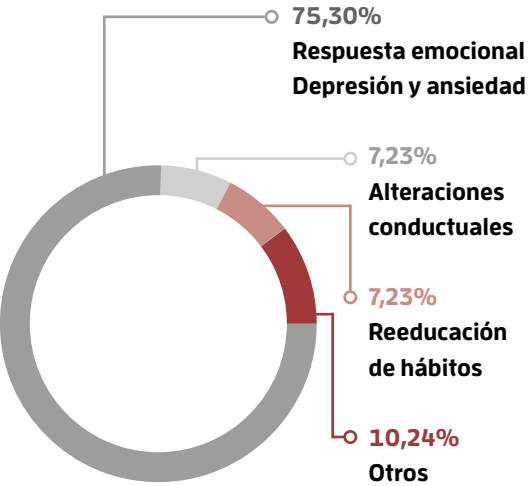 75,30%
Respuesta emocional
Depresión y ansiedad
7,23%
Alteraciones
conductuales
7,23%
Reeducación
de hábitos
10,24%
Otros